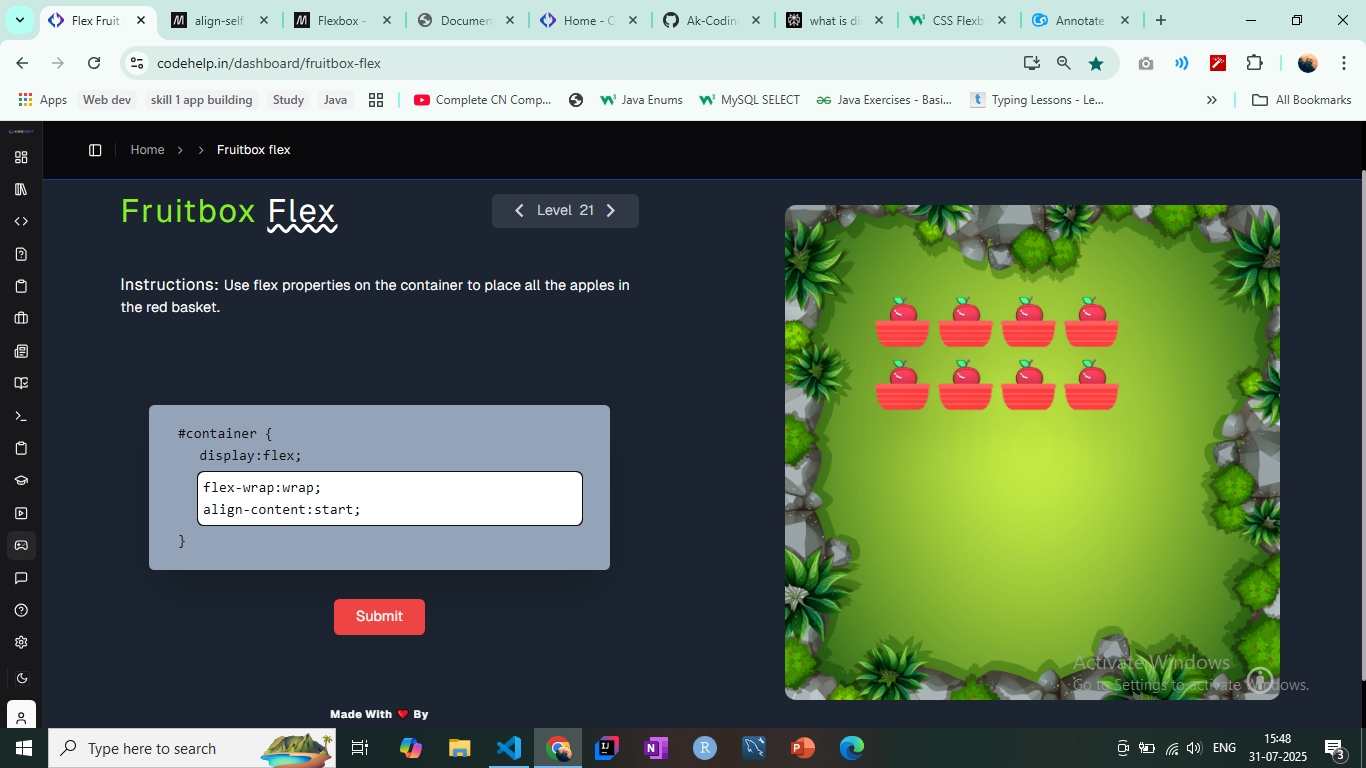 Flex Fruit
align-self
Flexbox -
Documen
Home - C
Ak-Codin
what is di
CSS Flexb
Annotate
codehelp.in/dashboard/fruitbox-flex
Apps
Web dev
skill 1 app building
Study
Java
Complete CN Comp...
Java Enums
MySQL SELECT
Java Exercises - Basi...
Typing Lessons - Le...
All Bookmarks
Home
Fruitbox flex
Fruitbox Flex
Level 21
Instructions: Use flex properties on the container to place all the apples in
the red basket.
#container {
display:flex;
flex-wrap:wrap;
align-content:start;
}
Submit
Made With ❤ By
Activate Windows
Go to Settings to activate Windows.
Type here to search
ENG
15:48
31-07-2025
3